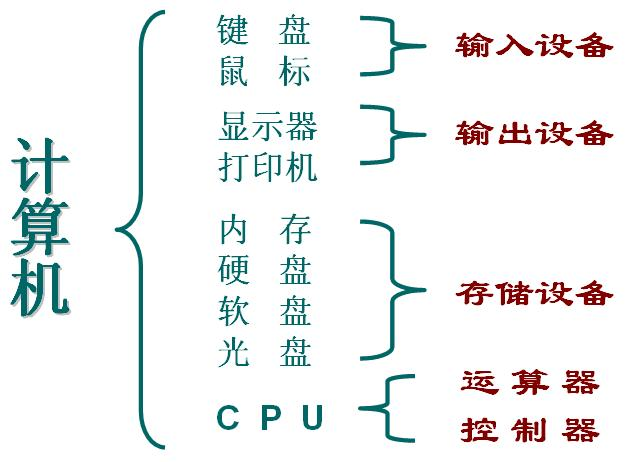 计算机
键 盘
鼠 标
输入设备
显示器
打印机
输出设备
内 存
硬 盘
软 盘
光 盘
存储设备
C P U
运 算 器
控 制 器